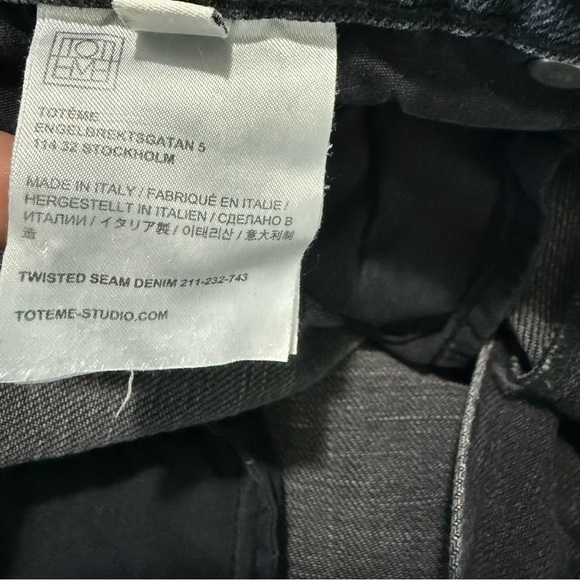 TOT
EME
TOTÊME
ENGELBREKTSGATAN 5
114 32 STOCKHOLM
MADE IN ITALY / FABRIQUÉ EN ITALIE /
HERGESTELLT IN ITALIEN / СДЕЛАНО В
ИТАЛИИ / イタリア製 / 이태리산 / 意大利制
造
TWISTED SEAM DENIM 211-232-743
TOTEME-STUDIO.COM